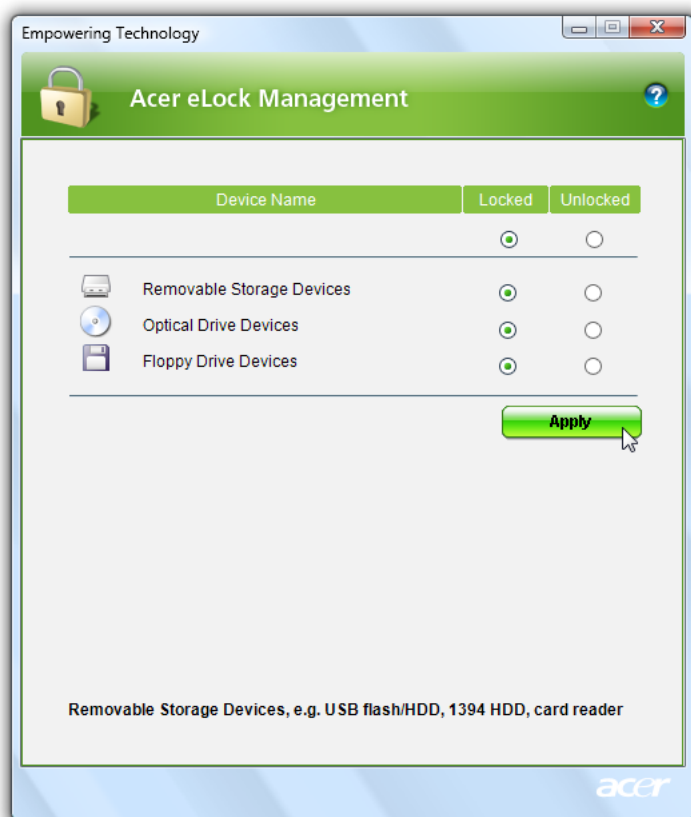 Empowering Technology
Acer eLock Management
?
Device Name Locked Unlocked
Removable Storage Devices
Optical Drive Devices
Floppy Drive Devices
Apply
Removable Storage Devices, e.g. USB flash/HDD, 1394 HDD, card reader
acer